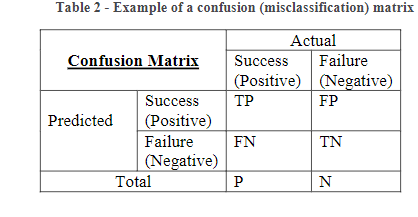 Table 2 - Example of a confusion (misclassification) matrix
Confusion Matrix
Actual
Success (Positive)
Failure (Negative)
Predicted
Success (Positive)
TP
FP
Failure (Negative)
FN
TN
Total
P
N